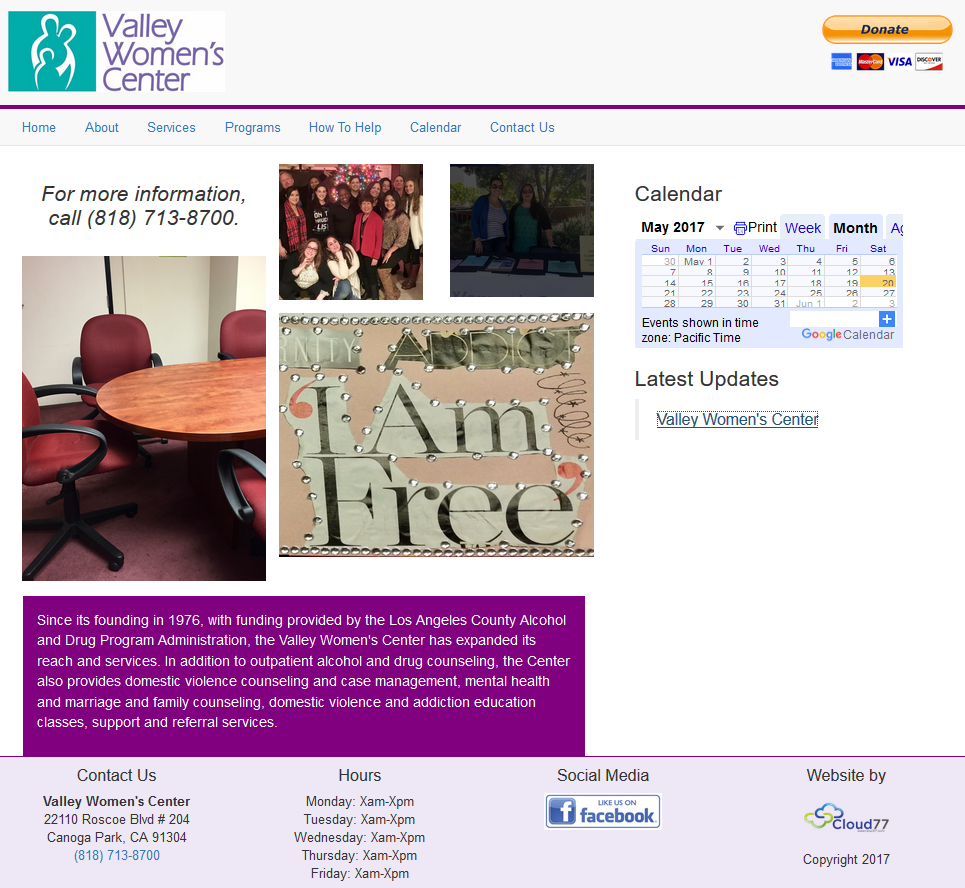 Valley
Women's
Center
Donate
AMERICAN EXPRESS MasterCard VISA DISCOVER
Home About Services Programs How To Help Calendar Contact Us
For more information,
call (818) 713-8700.
RNITY ADDICT
'I Am
Free'
Calendar
May 2017 Print Week Month Ag
Sun Mon Tue Wed Thu Fri Sat
30 May 1 2 3 4 5 6
7 8 9 10 11 12 13
14 15 16 17 18 19 20
21 22 23 24 25 26 27
28 29 30 31 Jun 1 2 3
Events shown in time
zone: Pacific Time
+
Google Calendar
Latest Updates
Valley Women's Center
Since its founding in 1976, with funding provided by the Los Angeles County Alcohol
and Drug Program Administration, the Valley Women's Center has expanded its
reach and services. In addition to outpatient alcohol and drug counseling, the Center
also provides domestic violence counseling and case management, mental health
and marriage and family counseling, domestic violence and addiction education
classes, support and referral services.
Contact Us
Valley Women's Center
22110 Roscoe Blvd # 204
Canoga Park, CA 91304
(818) 713-8700
Hours
Monday: Xam-Xpm
Tuesday: Xam-Xpm
Wednesday: Xam-Xpm
Thursday: Xam-Xpm
Friday: Xam-Xpm
Social Media
LIKE US ON
facebook
Website by
Cloud77
Copyright 2017